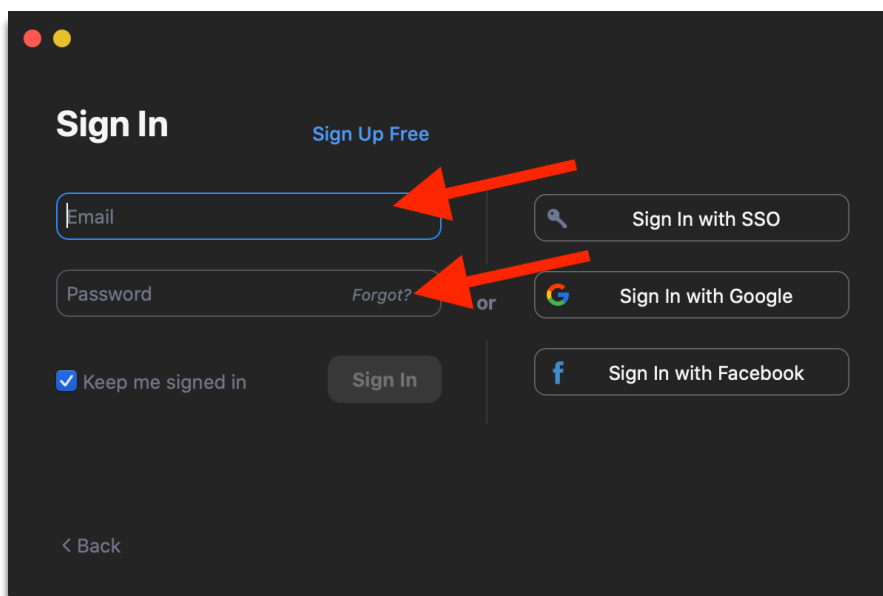 Sign In
Sign Up Free
Email
Password
Forgot?
Keep me signed in
Sign In
or
Sign In with SSO
Sign In with Google
Sign In with Facebook
Back